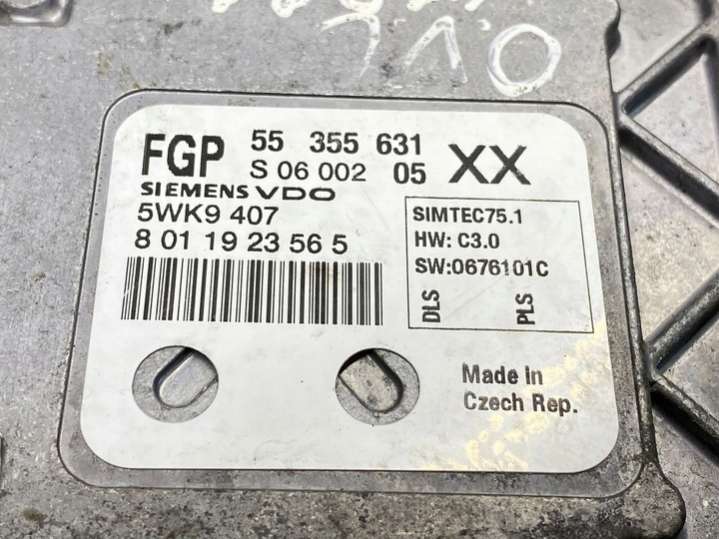 O.V.C
FGP 55 355 631 XX
S 06 002 05
SIEMENS VDO
5WK9 407
8 01 19 23 56 5
SIMTEC75.1
HW: C3.0
SW:0676101C
DLS PLS
Made in
Czech Rep.